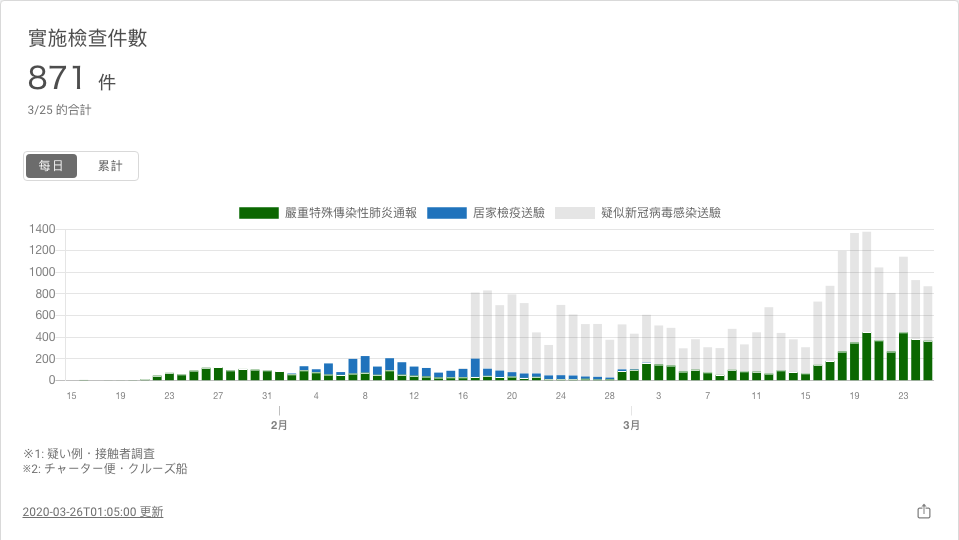 實施檢查件數
871 件
3/25 的合計
每日 累計
嚴重特殊傳染性肺炎通報 居家檢疫送驗 疑似新冠病毒感染送驗
1400
1200
1000
800
600
400
200
0
15 19 23 27 31 4 8 12 16 20 24 28 3 7 11 15 19 23
2月 3月
※1: 疑い例・接触者調査
※2: チャーター便・クルーズ船
2020-03-26T01:05:00 更新